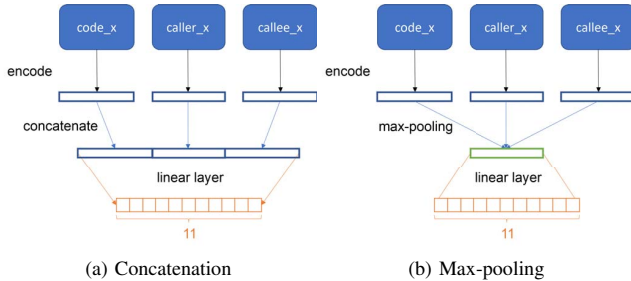 code_x caller_x callee_x
encode
concatenate
linear layer
11
(a) Concatenation
code_x caller_x callee_x
encode
max-pooling
linear layer
11
(b) Max-pooling